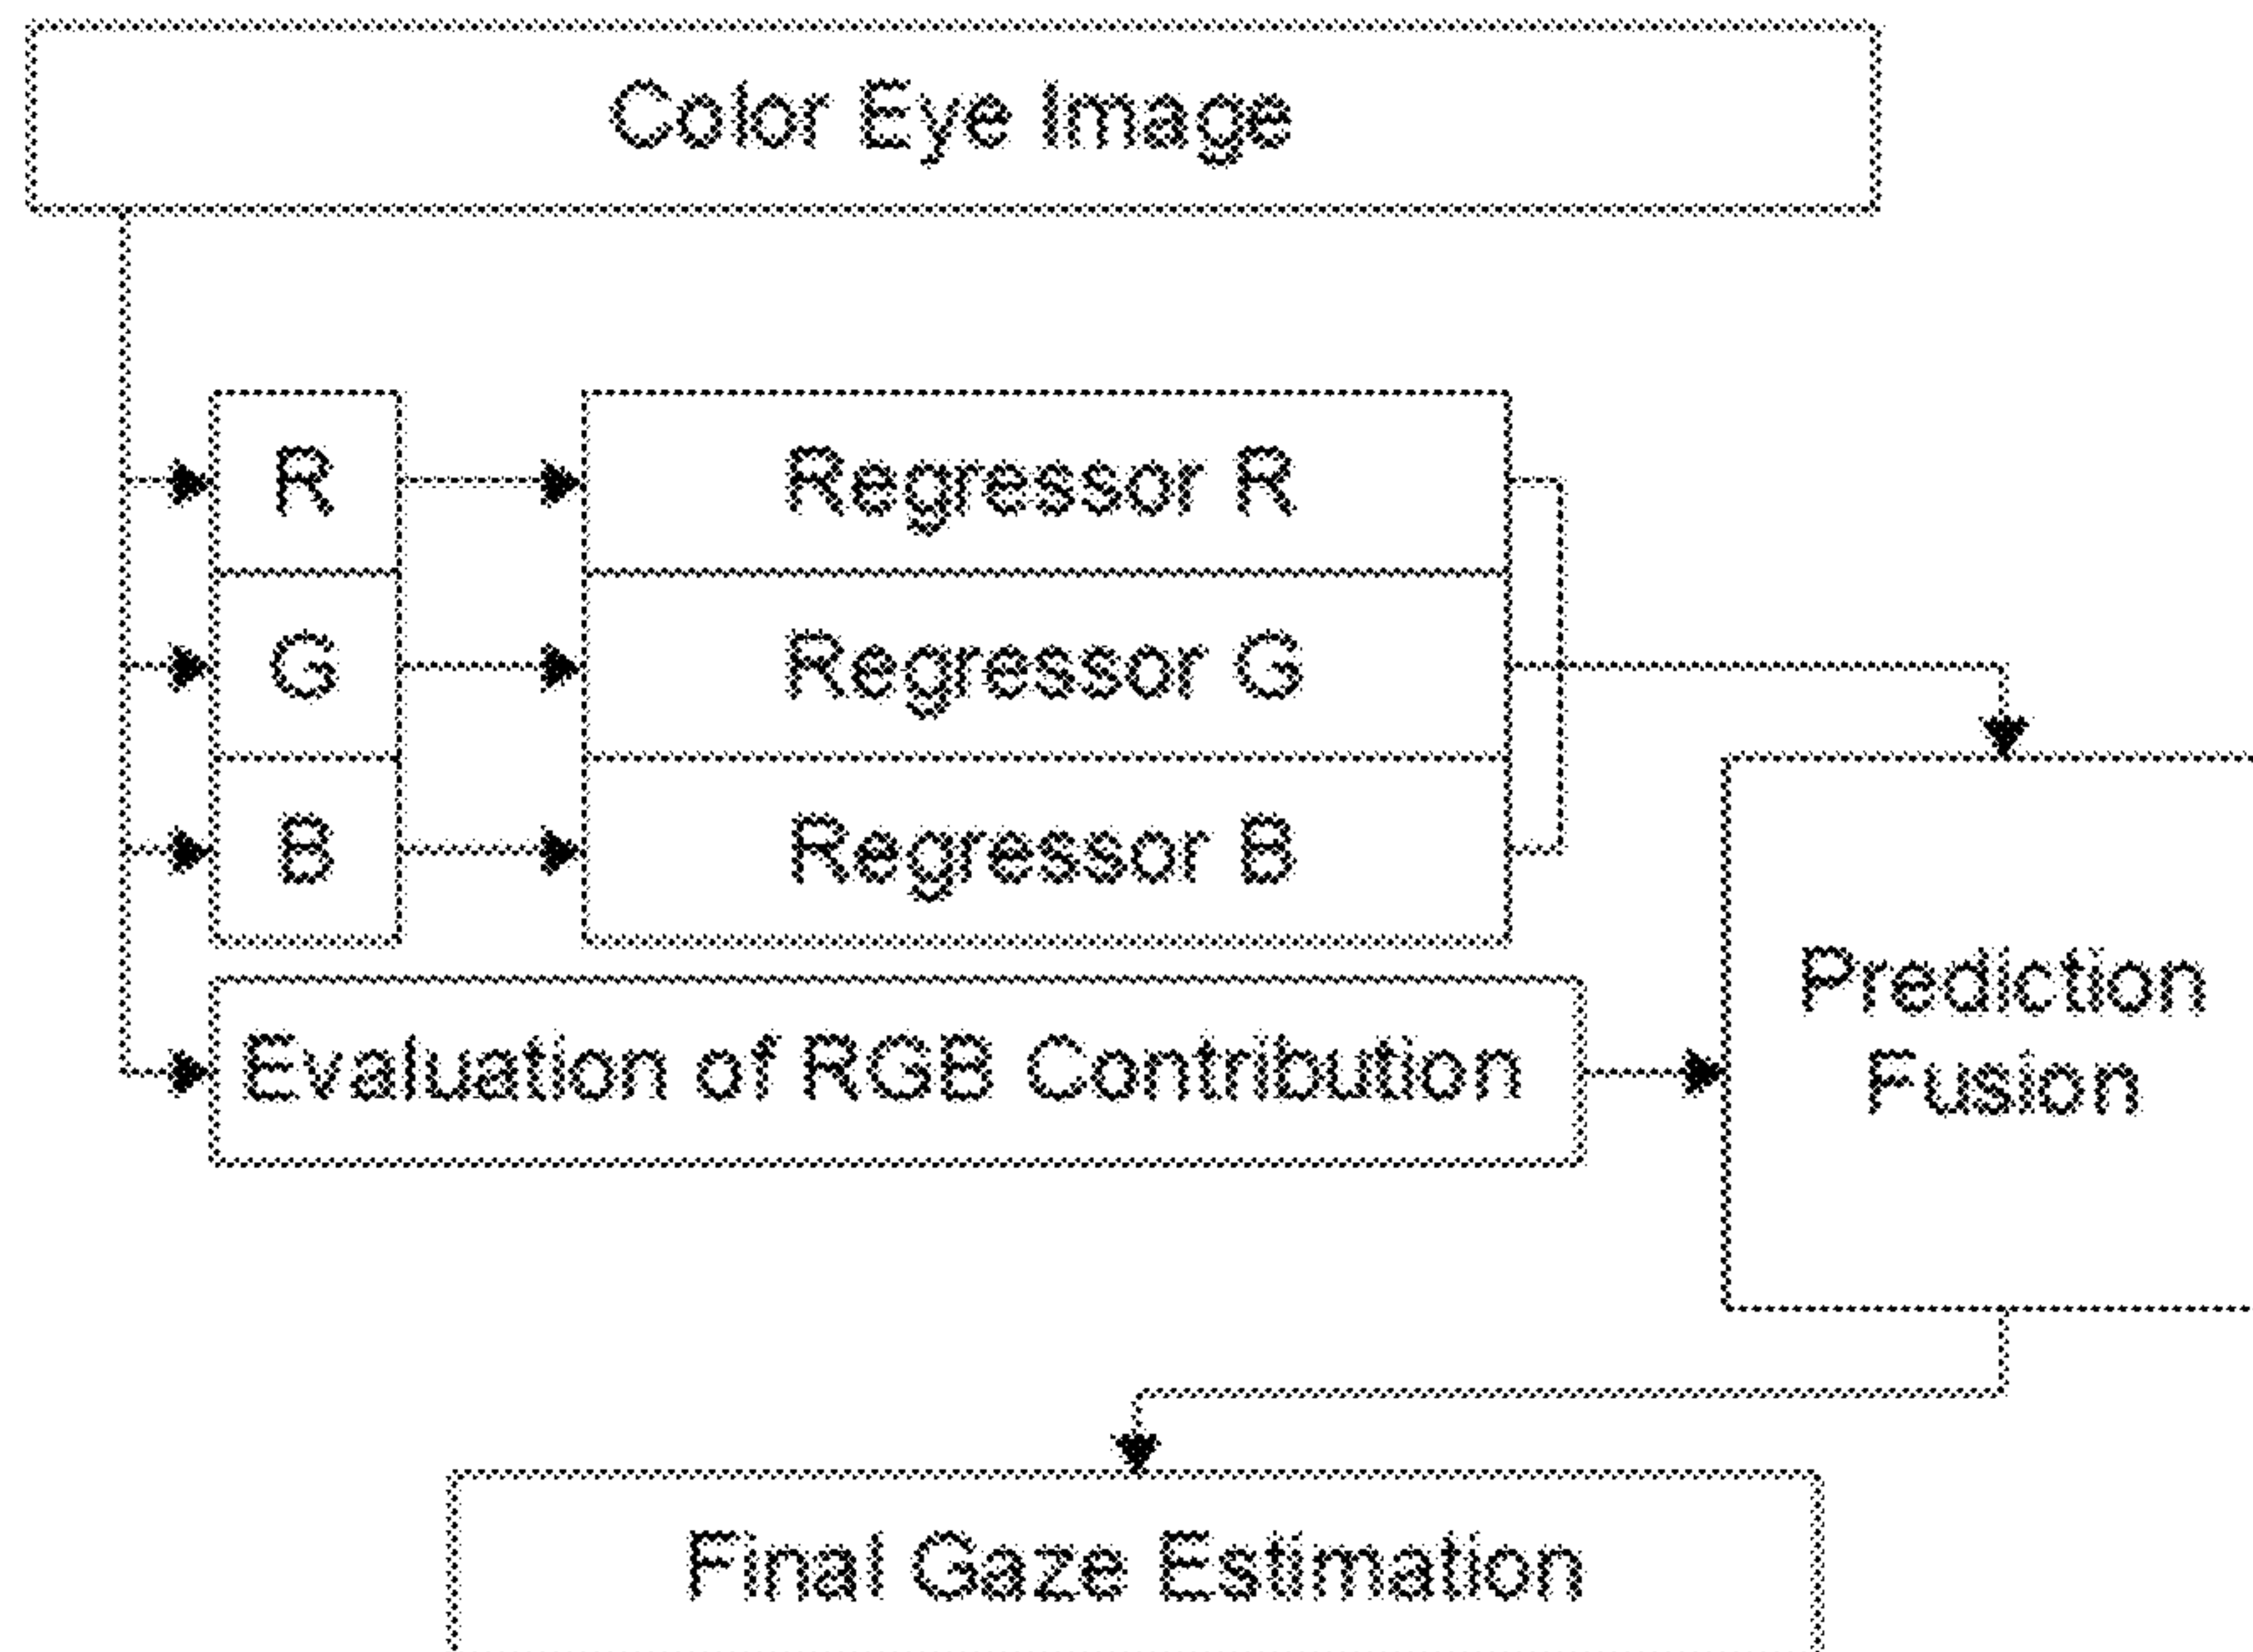 Color Eye Image
R
Regressor R
G
Regressor G
B
Regressor B
Evaluation of RGB Contribution
Prediction
Fusion
Final Gaze Estimation